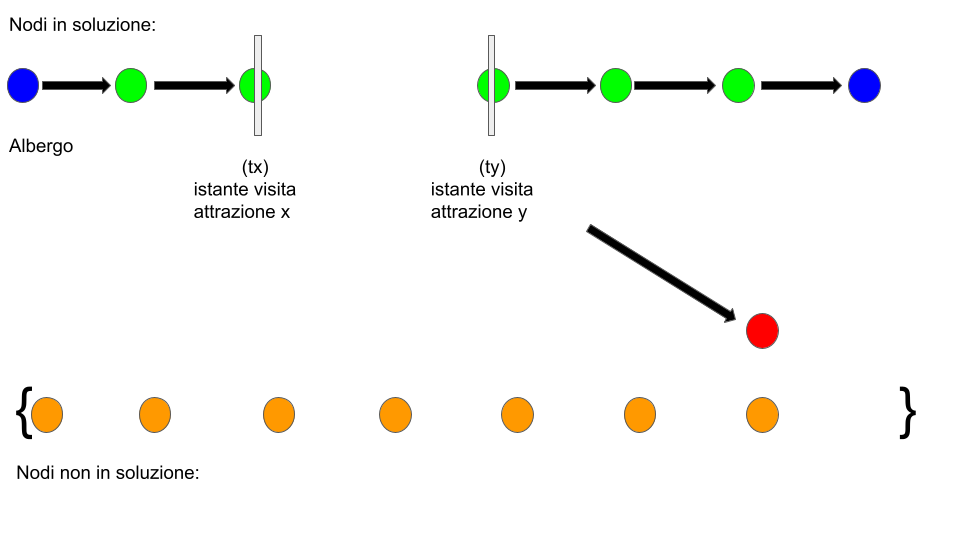 Nodi in soluzione:
Albergo
(tx)
istante visita
attrazione x
(ty)
istante visita
attrazione y
{ }
Nodi non in soluzione: